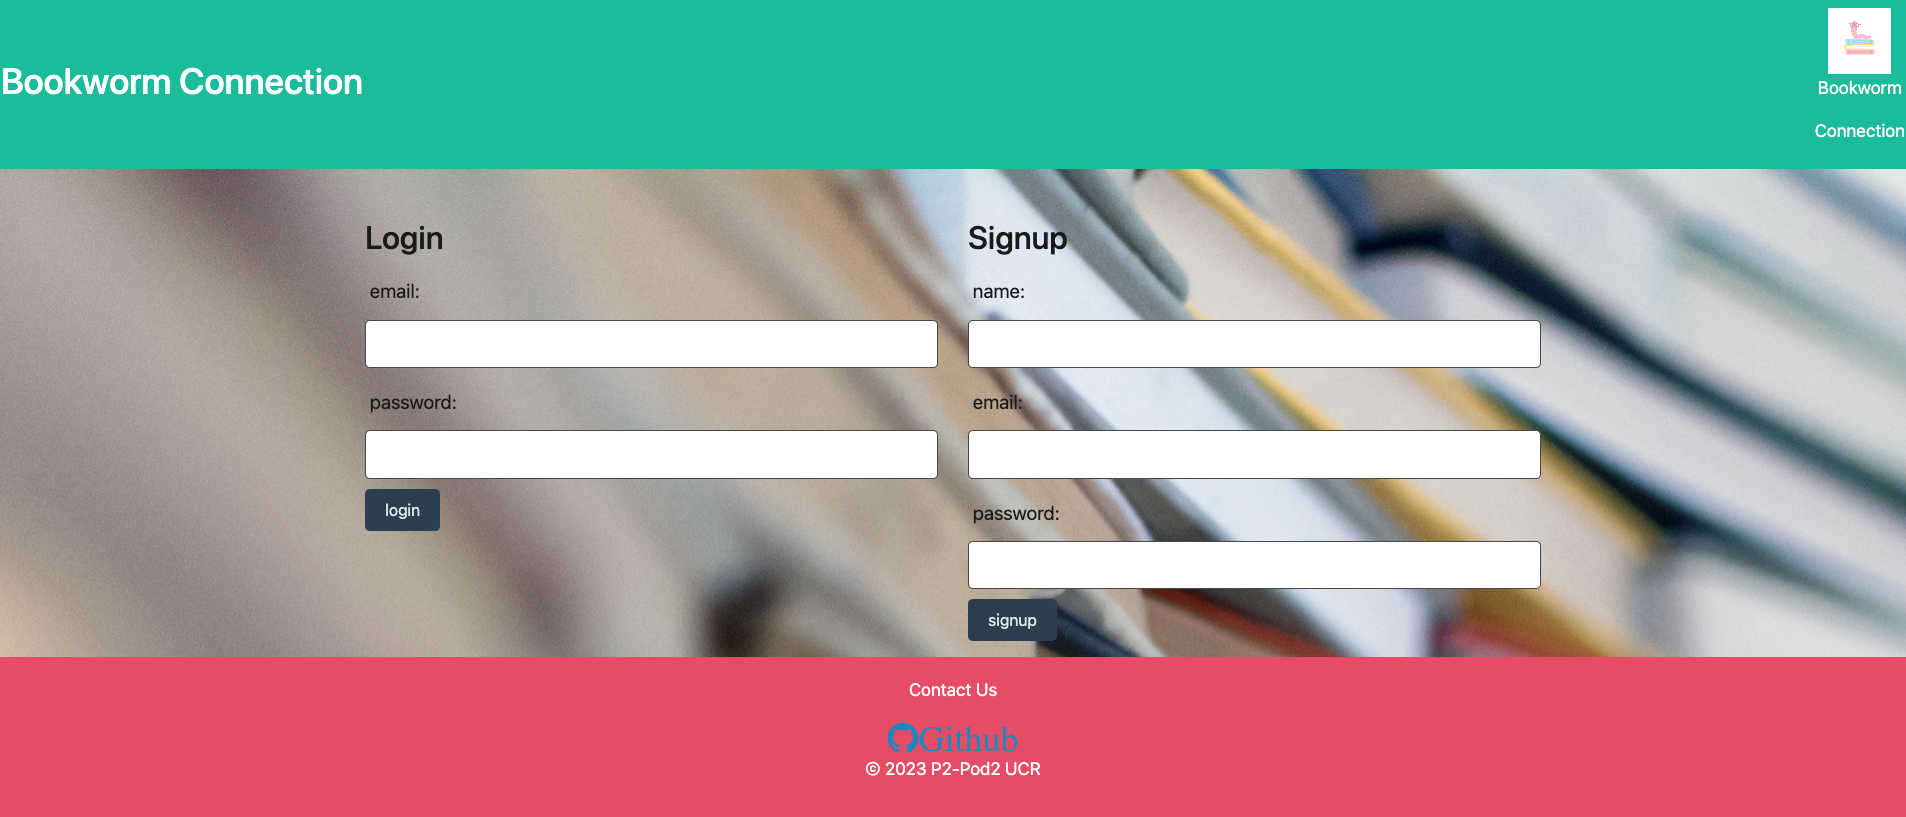 Bookworm Connection
Bookworm
Connection
Login
email:
password:
login
Signup
name:
email:
password:
signup
Contact Us
Github
© 2023 P2-Pod2 UCR